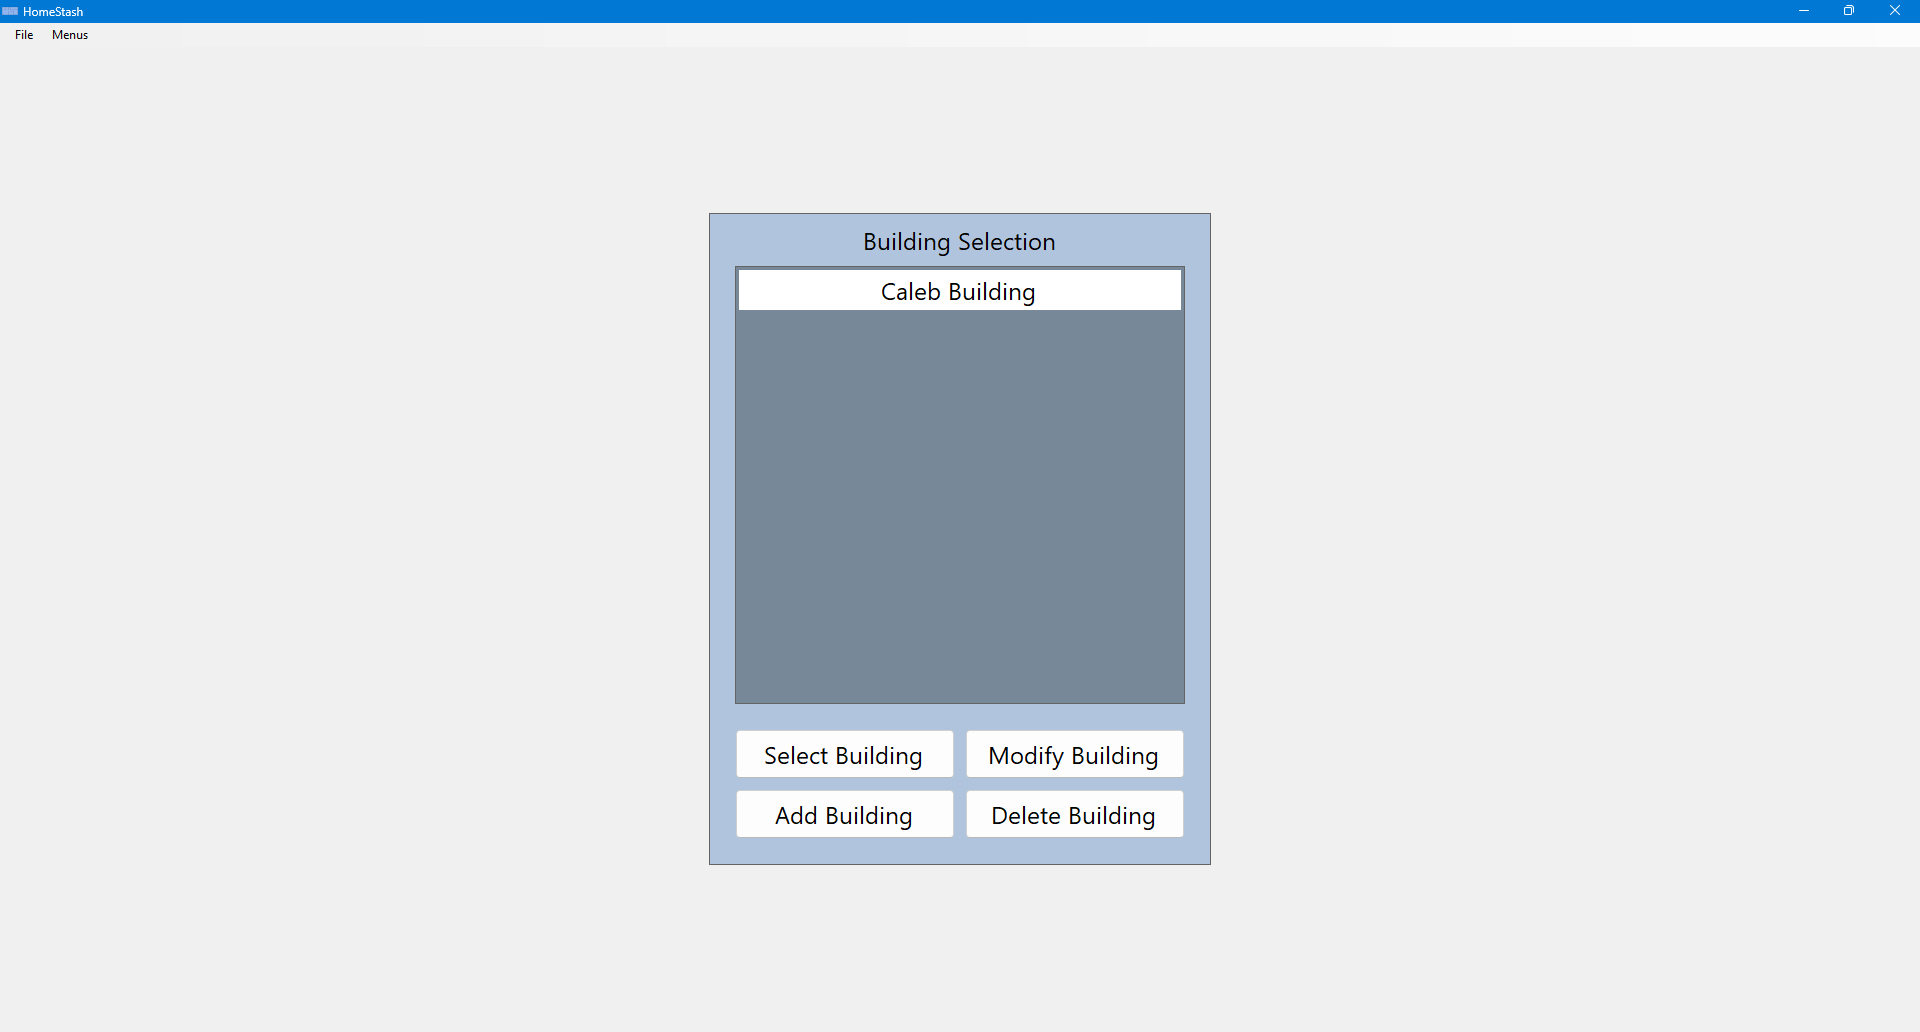 HomeStash
File Menus
Building Selection
Caleb Building
Select Building Modify Building
Add Building Delete Building